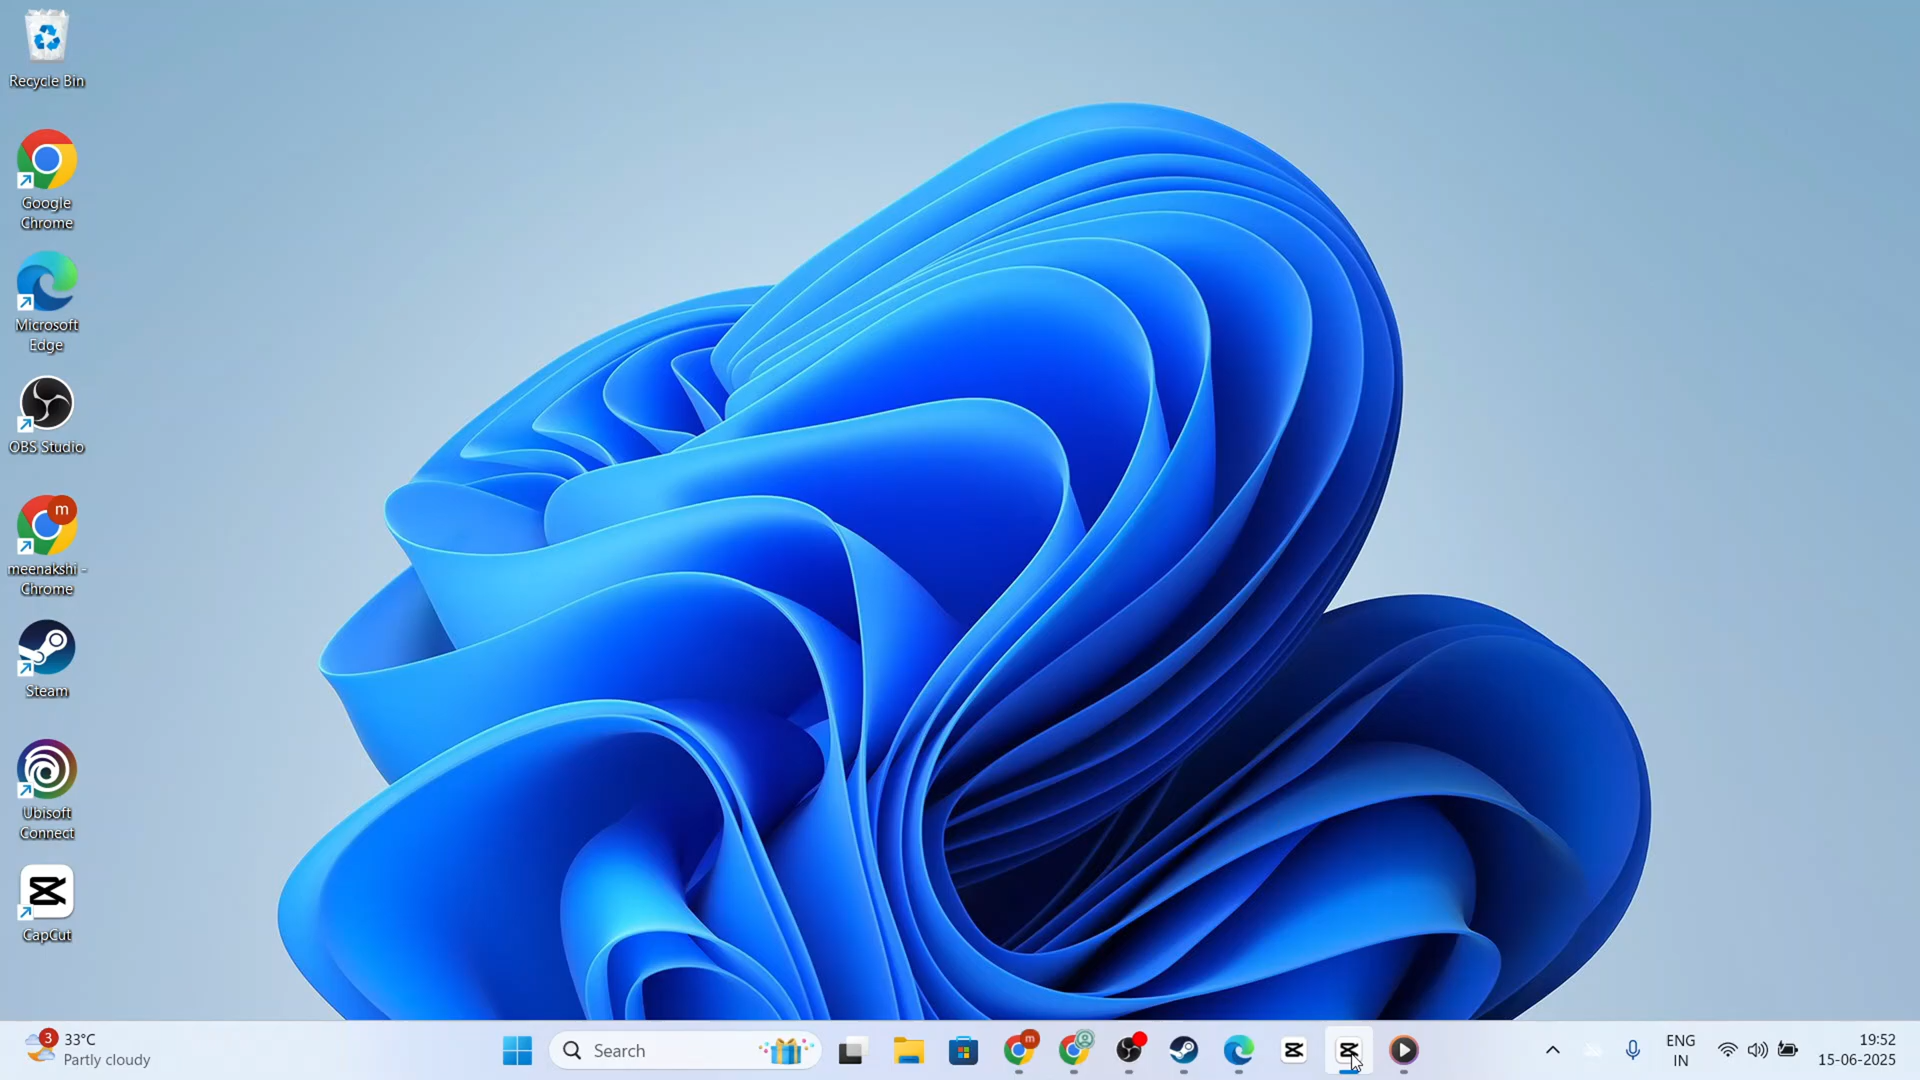 Recycle Bin
Google
Chrome
Microsoft
Edge
OBS Studio
m
meenakshi -
Chrome
Steam
Ubisoft
Connect
CapCut
3
33°C
Partly cloudy
Search
m
ENG
IN
19:52
15-06-2025